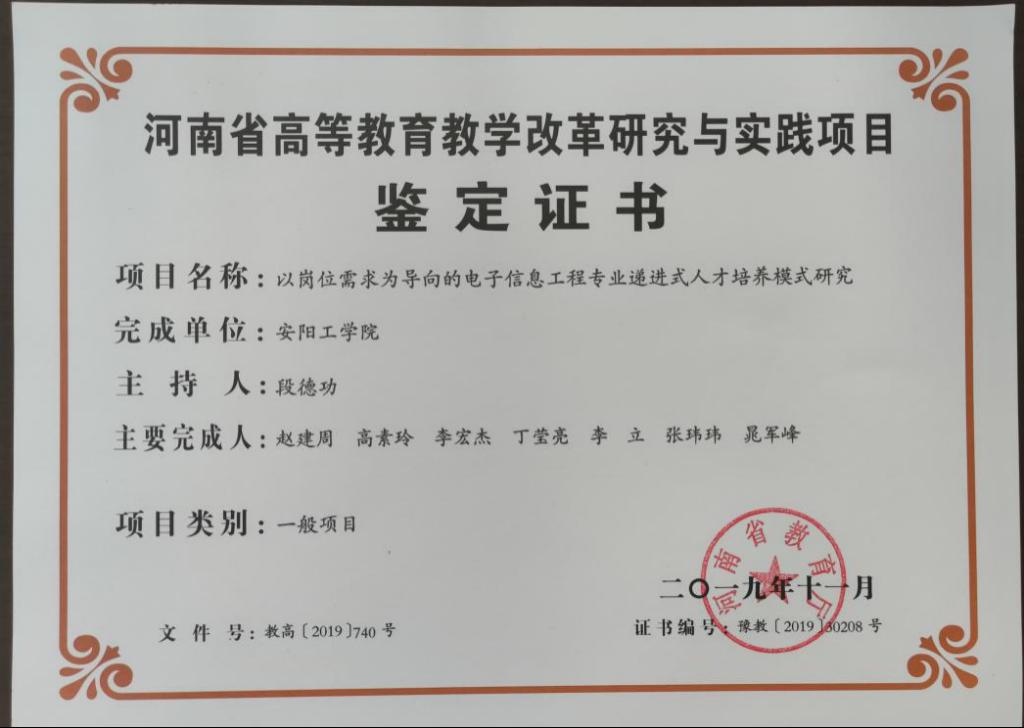 河南省高等教育教学改革研究与实践项目
鉴定证书
项目名称：以岗位需求为导向的电子信息工程专业递进式人才培养模式研究
完成单位：安阳工学院
主持人：段德功
主要完成人：赵建周 高素玲 李宏杰 丁莹亮 李立 张玮玮 晁军峰
项目类别：一般项目
河南省教育厅
二〇一九年十一月
文件号：教高〔2019〕740号
证书编号：豫教〔2019〕30208号